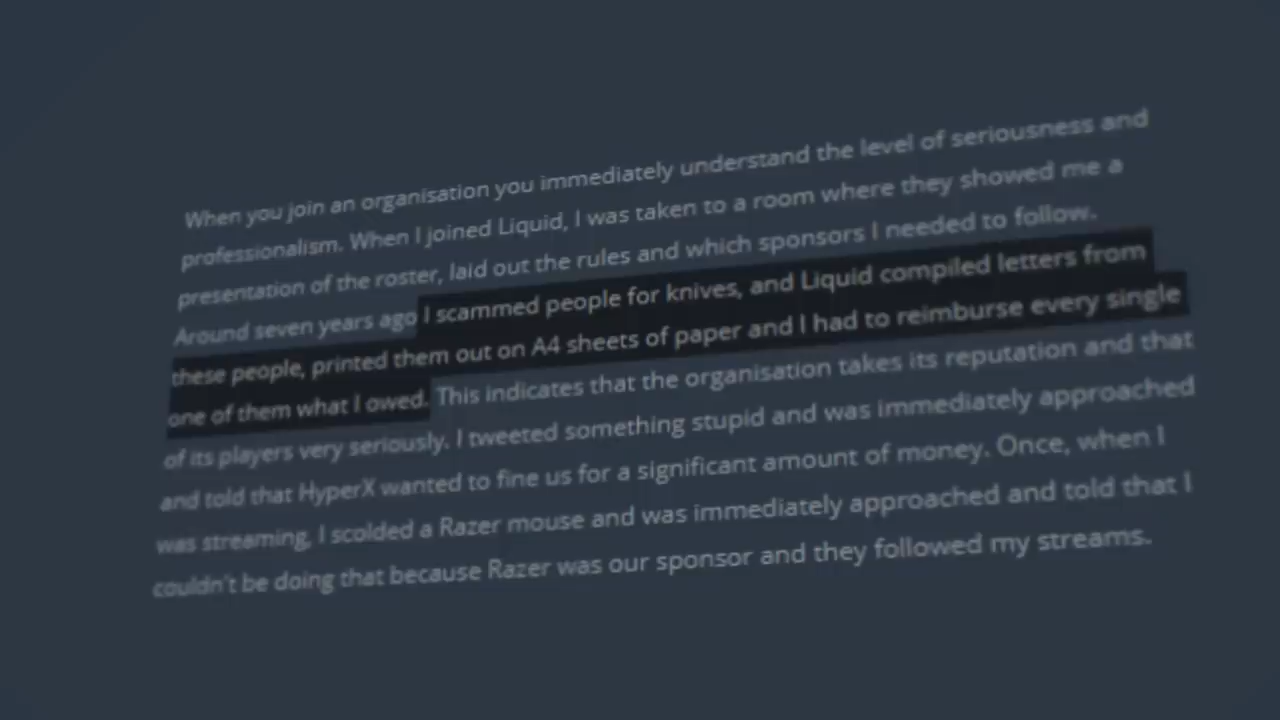 When you join an organisation you immediately understand the level of seriousness and
professionalism. When I joined Liquid, I was taken to a room where they showed me a
presentation of the roster, laid out the rules and which sponsors I needed to follow.
Around seven years ago I scammed people for knives, and Liquid compiled letters from
these people, printed them out on A4 sheets of paper and I had to reimburse every single
one of them what I owed. This indicates that the organisation takes its reputation and that
of its players very seriously. I tweeted something stupid and was immediately approached
and told that HyperX wanted to fine us for a significant amount of money. Once, when I
was streaming, I scolded a Razer mouse and was immediately approached and told that I
couldn't be doing that because Razer was our sponsor and they followed my streams.